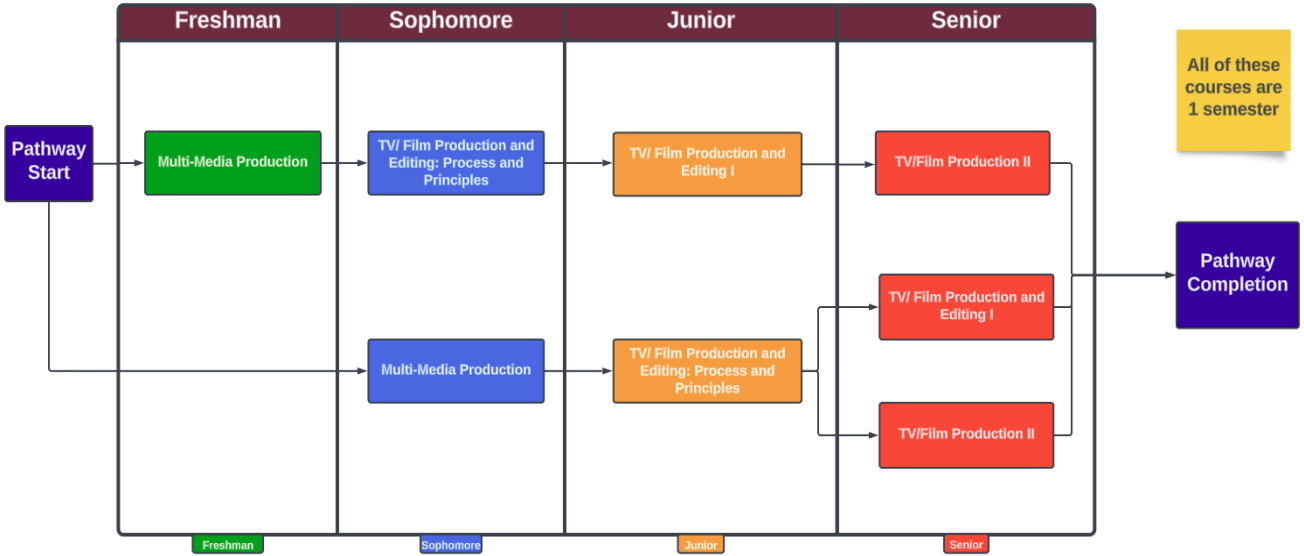 Freshman
Sophomore
Junior
Senior
All of these
courses are
1 semester
Pathway
Start
Multi-Media Production
TV/ Film Production and
Editing: Process and
Principles
TV/ Film Production and
Editing I
TV/Film Production II
Pathway
Completion
TV/ Film Production and
Editing I
Multi-Media Production
TV/ Film Production and
Editing: Process and
Principles
TV/Film Production II
Freshman
Sophomore
Junior
Senior